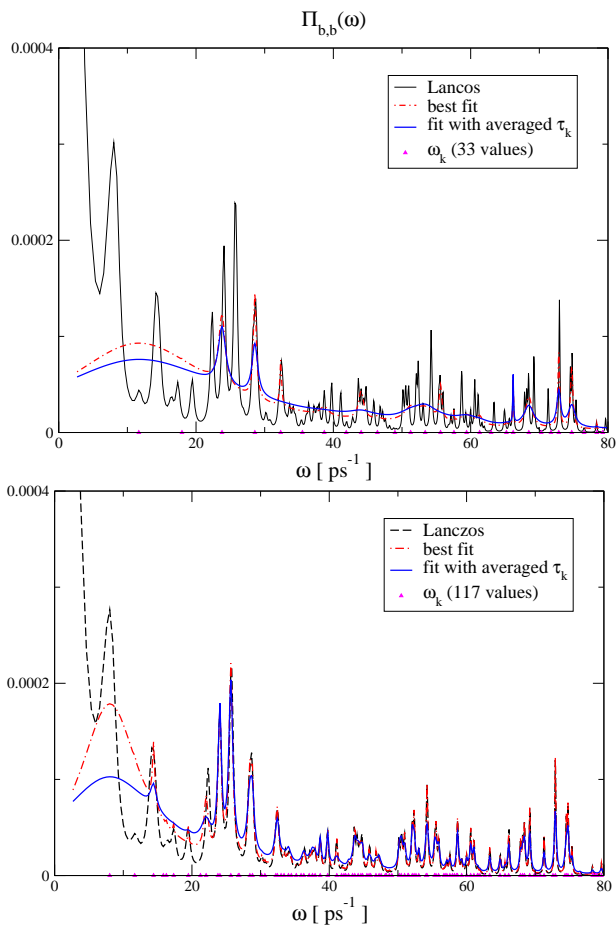 Π_b,b(ω)
0.0004
0.0002
0
0 20 40 60 80
ω [ ps⁻¹
Lancos
best fit
fit with averaged τ_k
ω_k (33 values)
0.0004
0.0002
0
0 20 40 60 80
ω [ ps⁻¹
Lanczos
best fit
fit with averaged τ_k
ω_k (117 values)